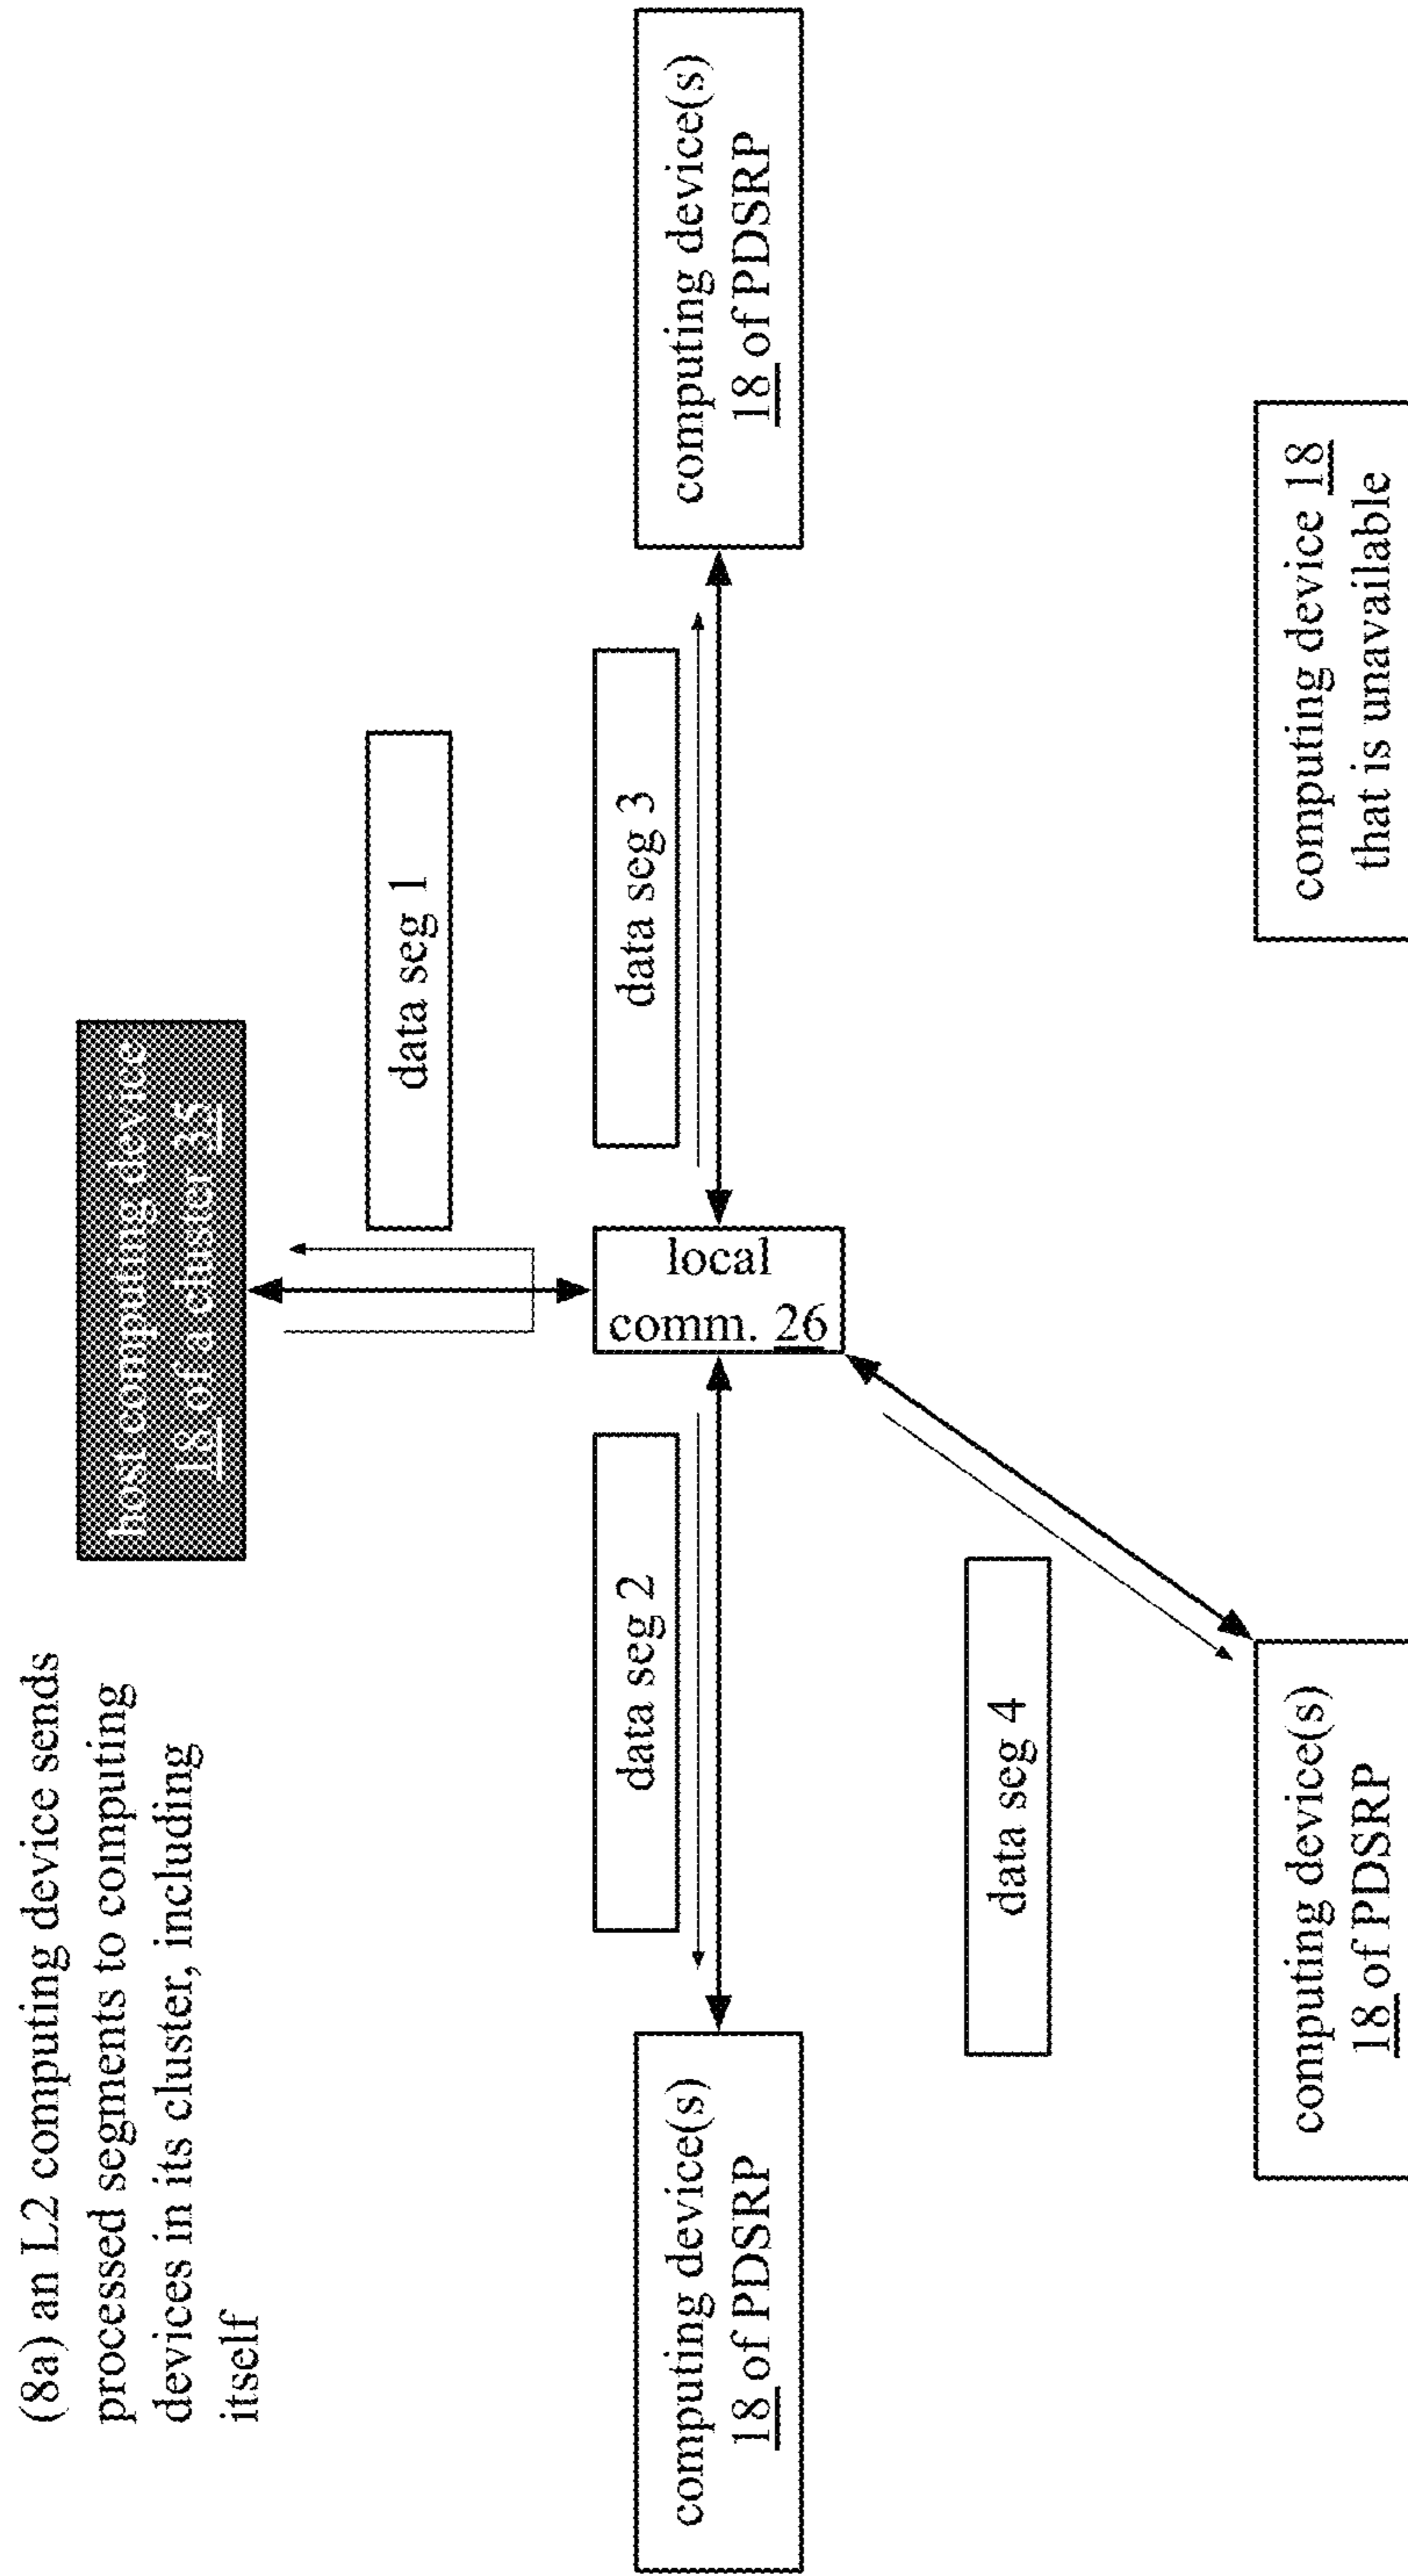 (8a) an L2 computing device sends
processed segments to computing
devices in its cluster, including
itself
host computing device
18 of a cluster 35
data seg 1
data seg 2
data seg 3
computing device(s)
18 of PDSRP
local
comm. 26
computing device(s)
18 of PDSRP
data seg 4
computing device(s)
18 of PDSRP
computing device 18
that is unavailable